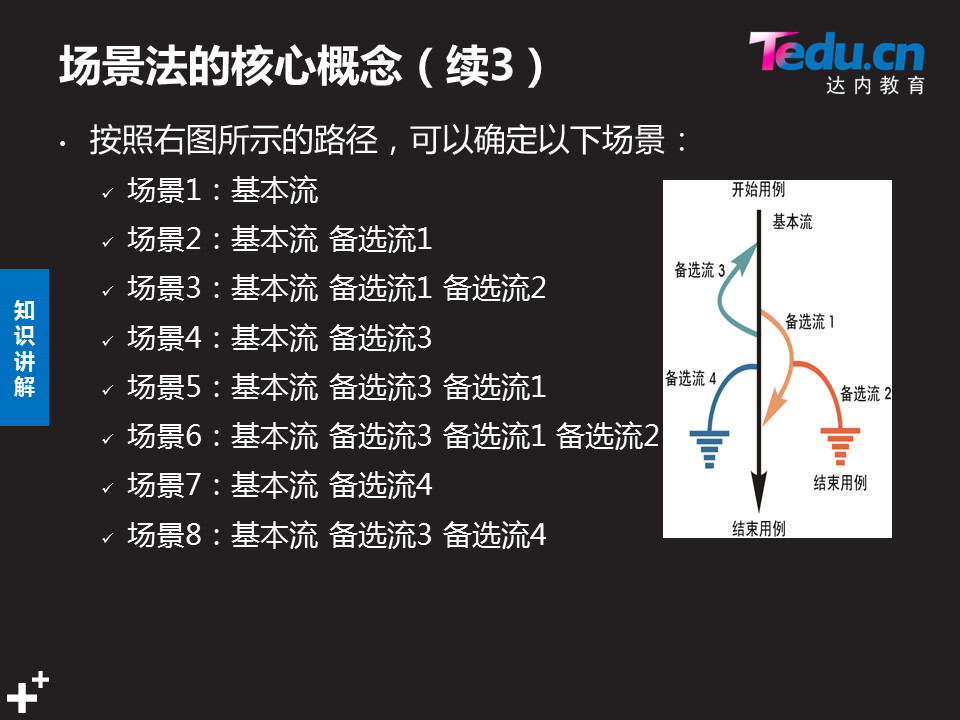 场景法的核心概念（续3）
Tedu.cn
达内教育
• 按照右图所示的路径，可以确定以下场景：
✓ 场景1：基本流
✓ 场景2：基本流 备选流1
✓ 场景3：基本流 备选流1 备选流2
✓ 场景4：基本流 备选流3
✓ 场景5：基本流 备选流3 备选流1
✓ 场景6：基本流 备选流3 备选流1 备选流2
✓ 场景7：基本流 备选流4
✓ 场景8：基本流 备选流3 备选流4
知识讲解
开始用例
基本流
备选流 3
备选流 1
备选流 4
备选流 2
结束用例
结束用例